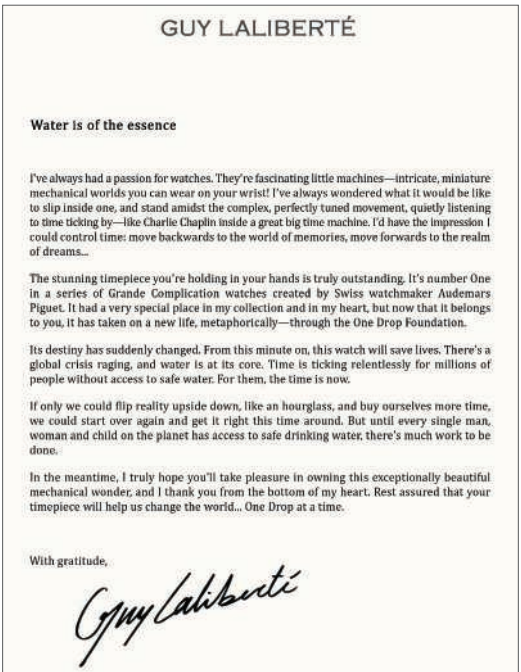 GUY LALIBERTÉ
Water is of the essence
I've always had a passion for watches. They're fascinating little machines—intricate, miniature
mechanical worlds you can wear on your wrist! I've always wondered what it would be like
to slip inside one, and stand amidst the complex, perfectly tuned movement, quietly listening
to time ticking by—like Charlie Chaplin inside a great big time machine. I'd have the impression I
could control time: move backwards to the world of memories, move forwards to the realm
of dreams...
The stunning timepiece you're holding in your hands is truly outstanding. It's number One
in a series of Grande Complication watches created by Swiss watchmaker Audemars
Piguet. It had a very special place in my collection and in my heart, but now that it belongs
to you, it has taken on a new life, metaphorically—through the One Drop Foundation.
Its destiny has suddenly changed. From this minute on, this watch will save lives. There's a
global crisis raging, and water is at its core. Time is ticking relentlessly for millions of
people without access to safe water. For them, the time is now.
If only we could flip reality upside down, like an hourglass, and buy ourselves more time,
we could start over again and get it right this time around. But until every single man,
woman and child on the planet has access to safe drinking water, there's much work to be
done.
In the meantime, I truly hope you'll take pleasure in owning this exceptionally beautiful
mechanical wonder, and I thank you from the bottom of my heart. Rest assured that your
timepiece will help us change the world... One Drop at a time.
With gratitude,
Guy Laliberté